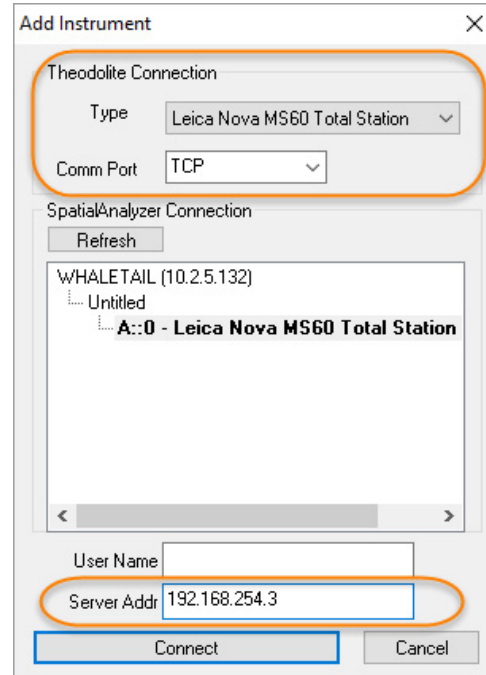 Add Instrument
Theodolite Connection
Type Leica Nova MS60 Total Station
Comm Port TCP
SpatialAnalyzer Connection
Refresh
WHALETAIL (10.2.5.132)
Untitled
A::0 - Leica Nova MS60 Total Station
User Name
Server Addr 192.168.254.3
Connect Cancel